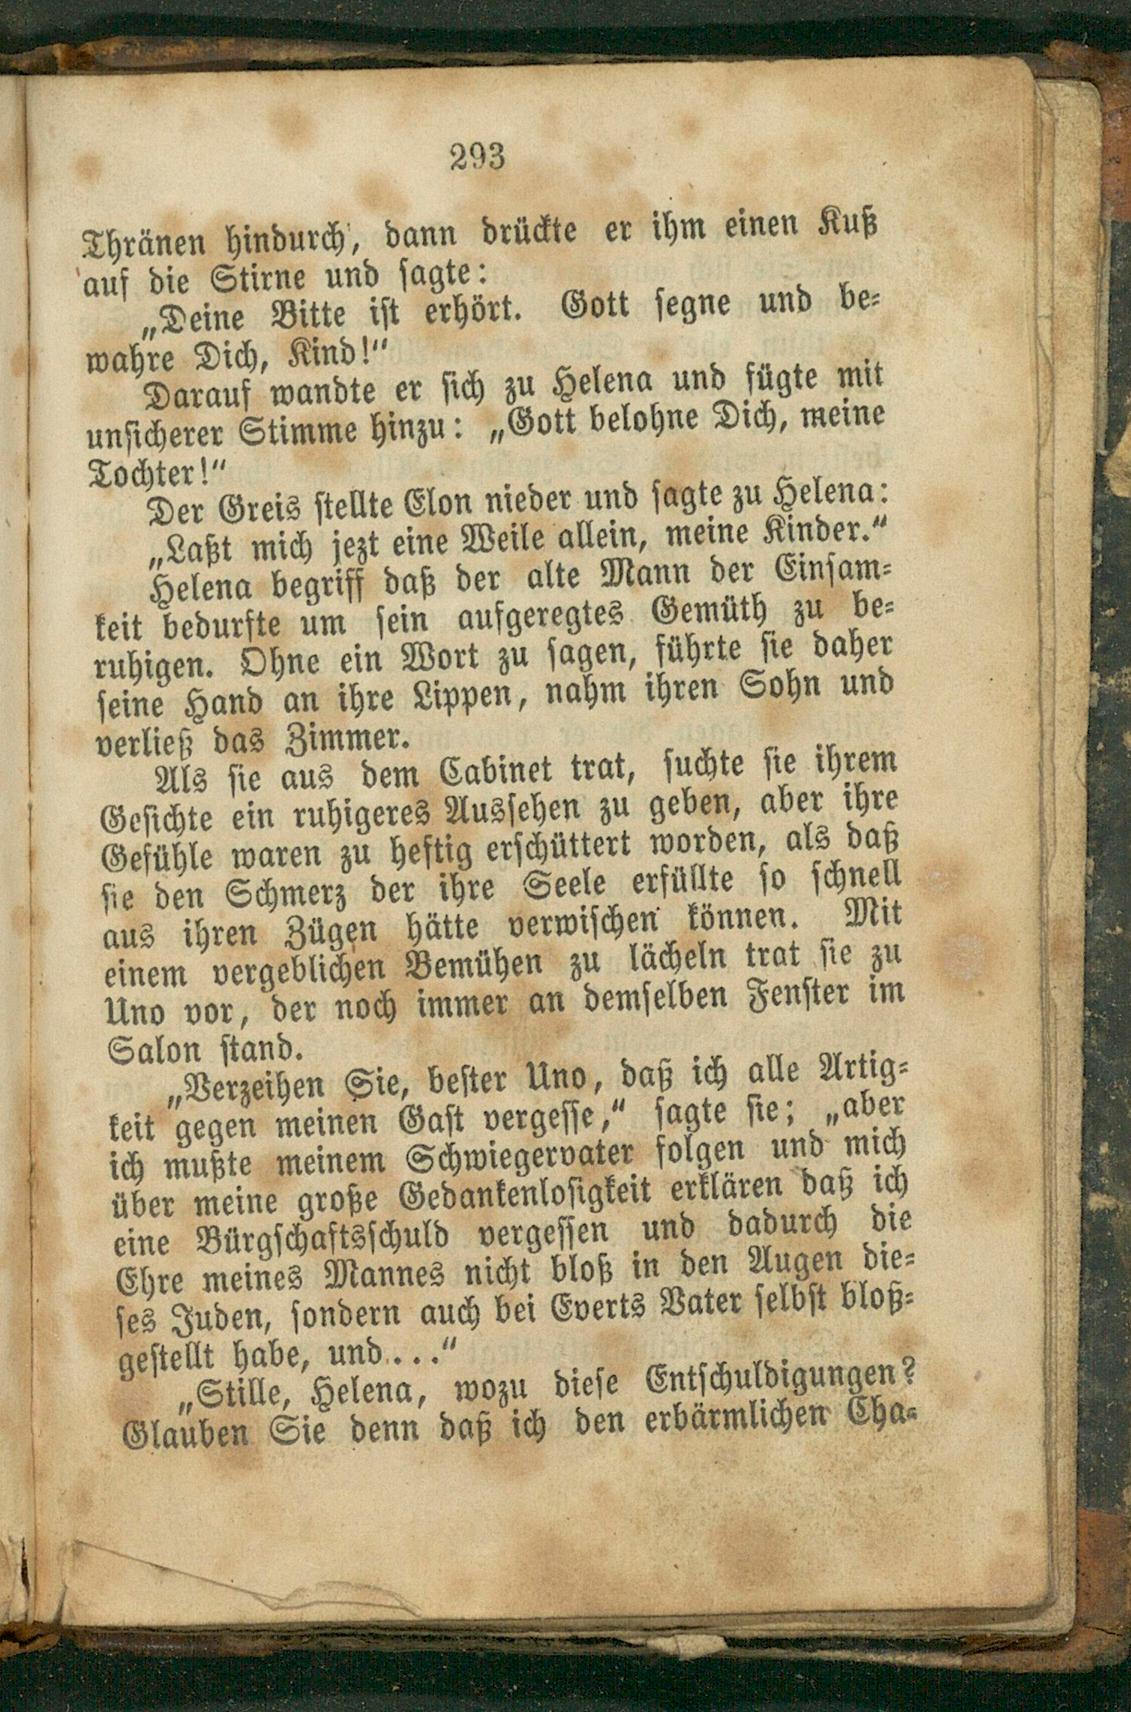 293
Thränen hindurch, dann drückte er ihm einen Kuß
auf die Stirne und sagte:
„Deine Bitte ist erhört. Gott segne und be-
wahre Dich, Kind!“
Darauf wandte er sich zu Helena und fügte mit
unsicherer Stimme hinzu: „Gott belohne Dich, meine
Tochter!“
Der Greis stellte Elon nieder und sagte zu Helena:
„Laßt mich jezt eine Weile allein, meine Kinder.“
Helena begriff daß der alte Mann der Einsam-
keit bedurfte um sein aufgeregtes Gemüth zu be-
ruhigen. Ohne ein Wort zu sagen, führte sie daher
seine Hand an ihre Lippen, nahm ihren Sohn und
verließ das Zimmer.
Als sie aus dem Cabinet trat, suchte sie ihrem
Gesichte ein ruhigeres Aussehen zu geben, aber ihre
Gefühle waren zu heftig erschüttert worden, als daß
sie den Schmerz der ihre Seele erfüllte so schnell
aus ihren Zügen hätte verwischen können. Mit
einem vergeblichen Bemühen zu lächeln trat sie zu
Uno vor, der noch immer an demselben Fenster im
Salon stand.
„Verzeihen Sie, bester Uno, daß ich alle Artig-
keit gegen meinen Gast vergesse,“ sagte sie; „aber
ich mußte meinem Schwiegervater folgen und mich
über meine große Gedankenlosigkeit erklären daß ich
eine Bürgschaftsschuld vergessen und dadurch die
Ehre meines Mannes nicht bloß in den Augen die-
ses Juden, sondern auch bei Everts Vater selbst bloß-
gestellt habe, und...“
„Stille, Helena, wozu diese Entschuldigungen?
Glauben Sie denn daß ich den erbärmlichen Cha-